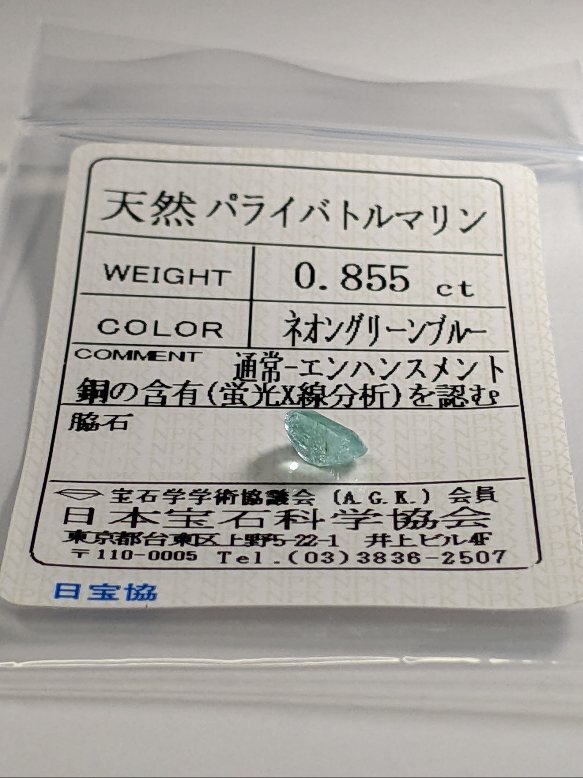 天然 パライバトルマリン
WEIGHT 0.855 ct
COLOR ネオングリーンブルー
COMMENT 通常-エンハンスメント
銅の含有(蛍光X線分析)を認む。
脇石
宝石学学術協議会 (A.G.K.) 会員
日本宝石科学協会
東京都台東区上野5-22-1 井上ビル4F
〒110-0005 Tel.(03)3836-2507
日宝協